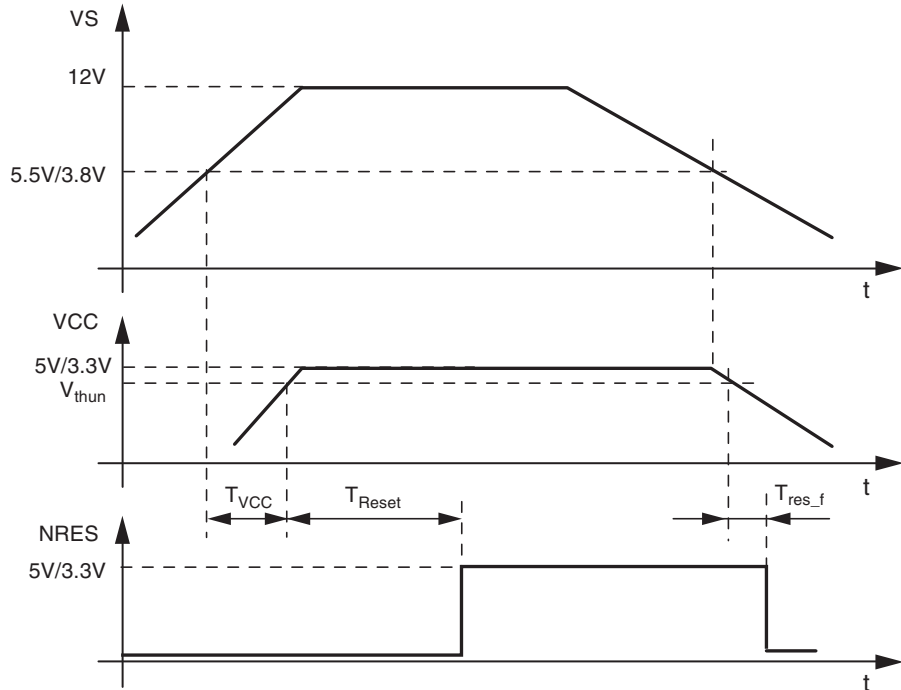 VS
12V
5.5V/3.8V
t
VCC
5V/3.3V
Vthun
t
TVCC
TReset
Tres_f
NRES
5V/3.3V
t